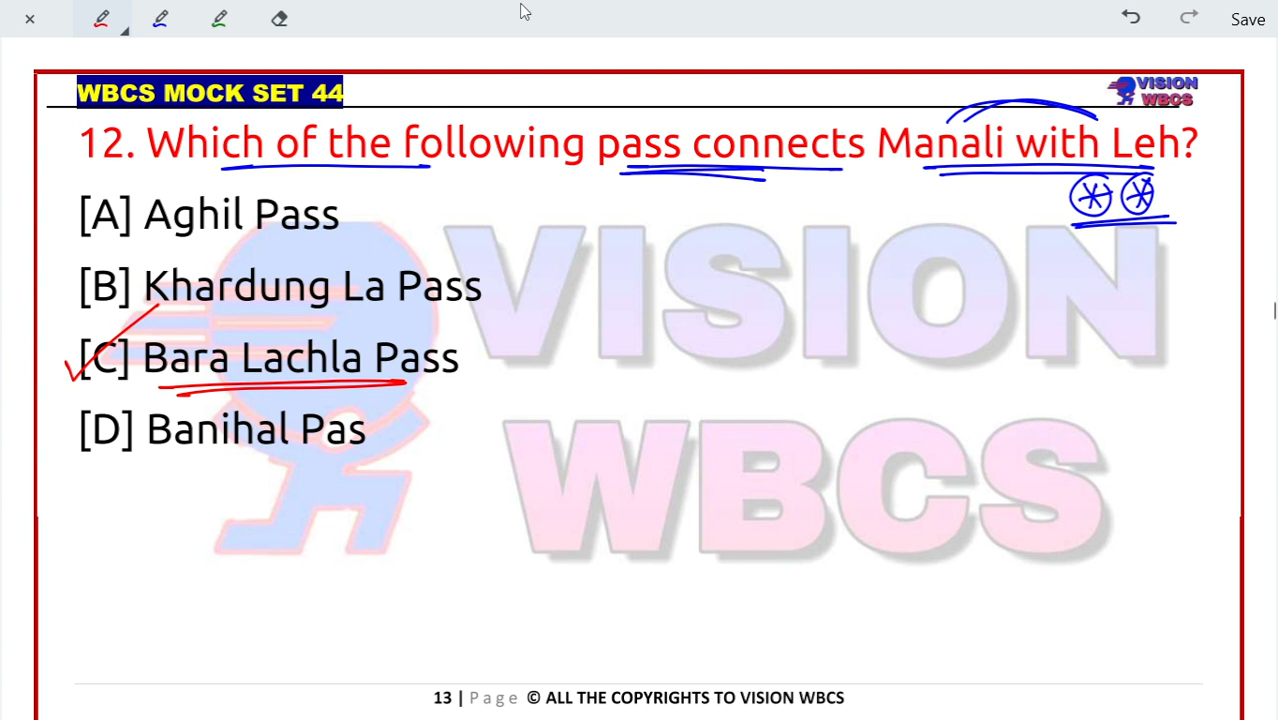 Save
WBCS MOCK SET 44
VISION
WBCS
12. Which of the following pass connects Manali with Leh?
[A] Aghil Pass
[B] Khardung La Pass
[C] Bara Lachla Pass
[D] Banihal Pas
VISION
WBCS
13 | Page © ALL THE COPYRIGHTS TO VISION WBCS